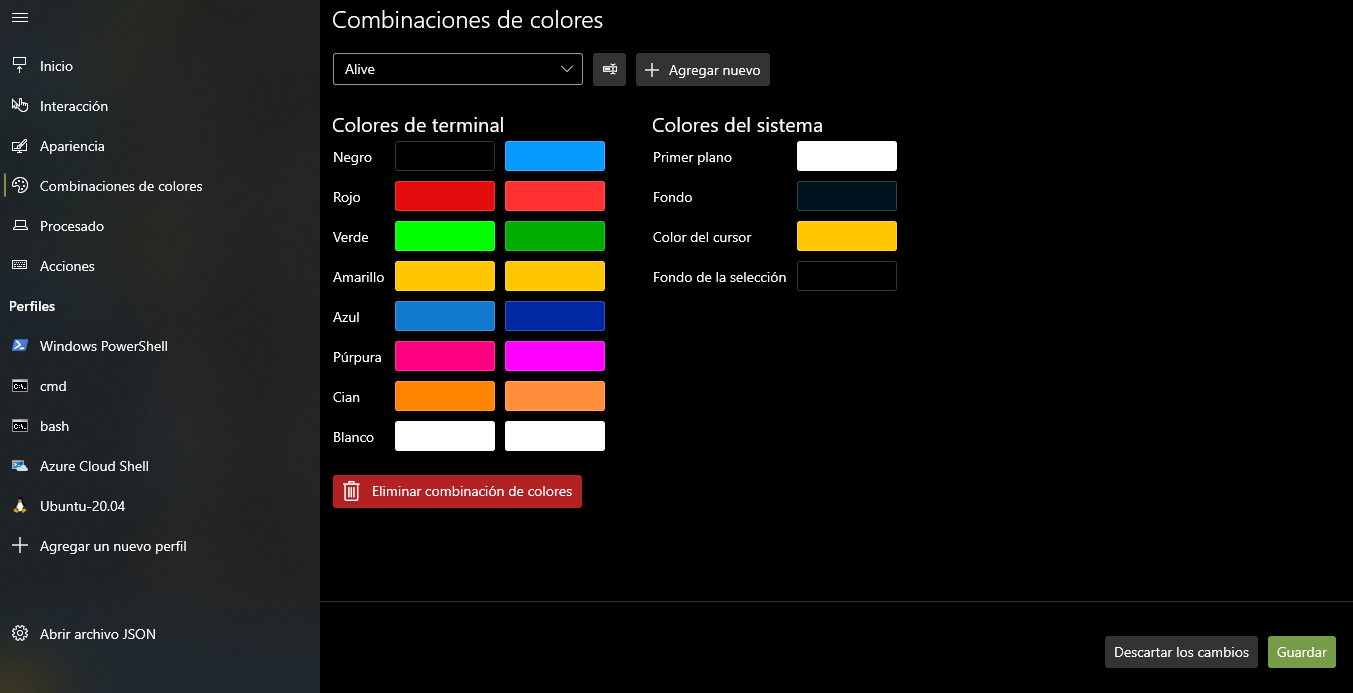 Inicio
Interacción
Apariencia
Combinaciones de colores
Procesado
Acciones
Perfiles
Windows PowerShell
cmd
bash
Azure Cloud Shell
Ubuntu-20.04
Agregar un nuevo perfil
Abrir archivo JSON
Combinaciones de colores
Alive
Agregar nuevo
Colores de terminal
Negro
Rojo
Verde
Amarillo
Azul
Púrpura
Cian
Blanco
Colores del sistema
Primer plano
Fondo
Color del cursor
Fondo de la selección
Eliminar combinación de colores
Descartar los cambios
Guardar